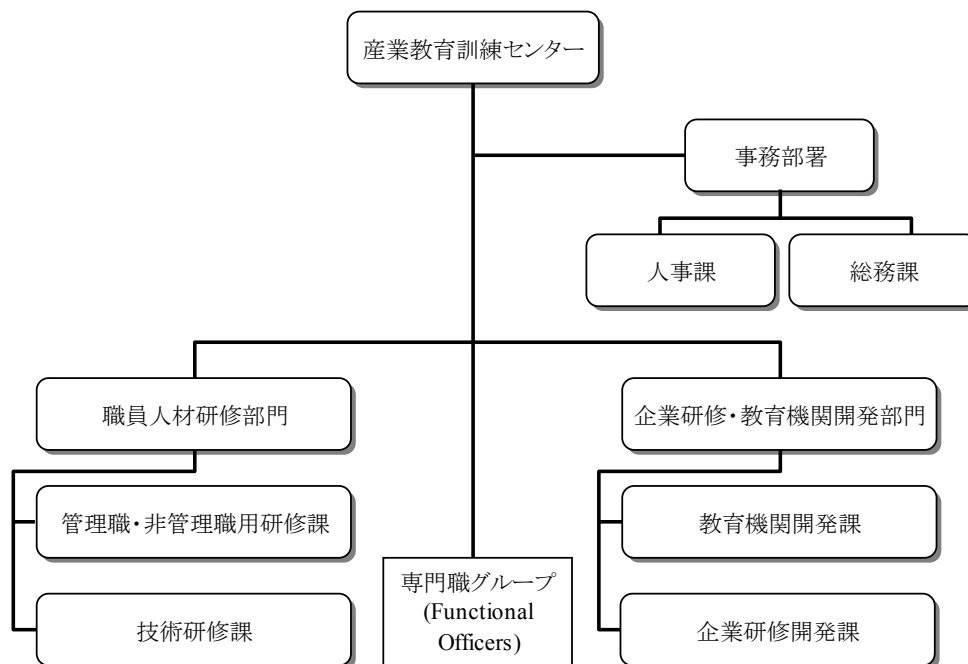 産業教育訓練センター
事務部署
人事課
総務課
職員人材研修部門
企業研修・教育機関開発部門
管理職・非管理職用研修課
教育機関開発課
専門職グループ
(Functional
Officers)
技術研修課
企業研修開発課